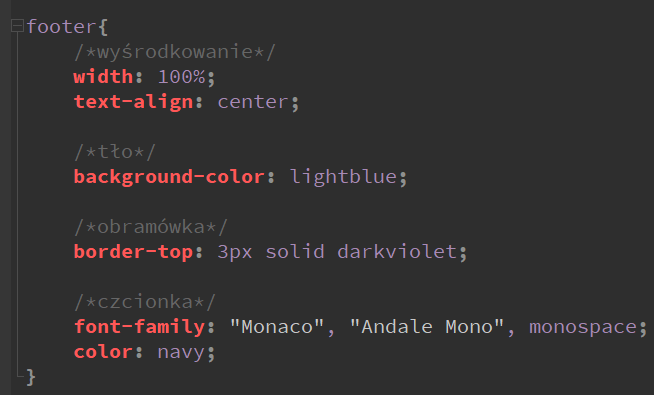 footer{
/*wyśrodkowanie*/
width: 100%;
text-align: center;
/*tło*/
background-color: lightblue;
/*obramówka*/
border-top: 3px solid darkviolet;
/*czcionka*/
font-family: "Monaco", "Andale Mono", monospace;
color: navy;
}